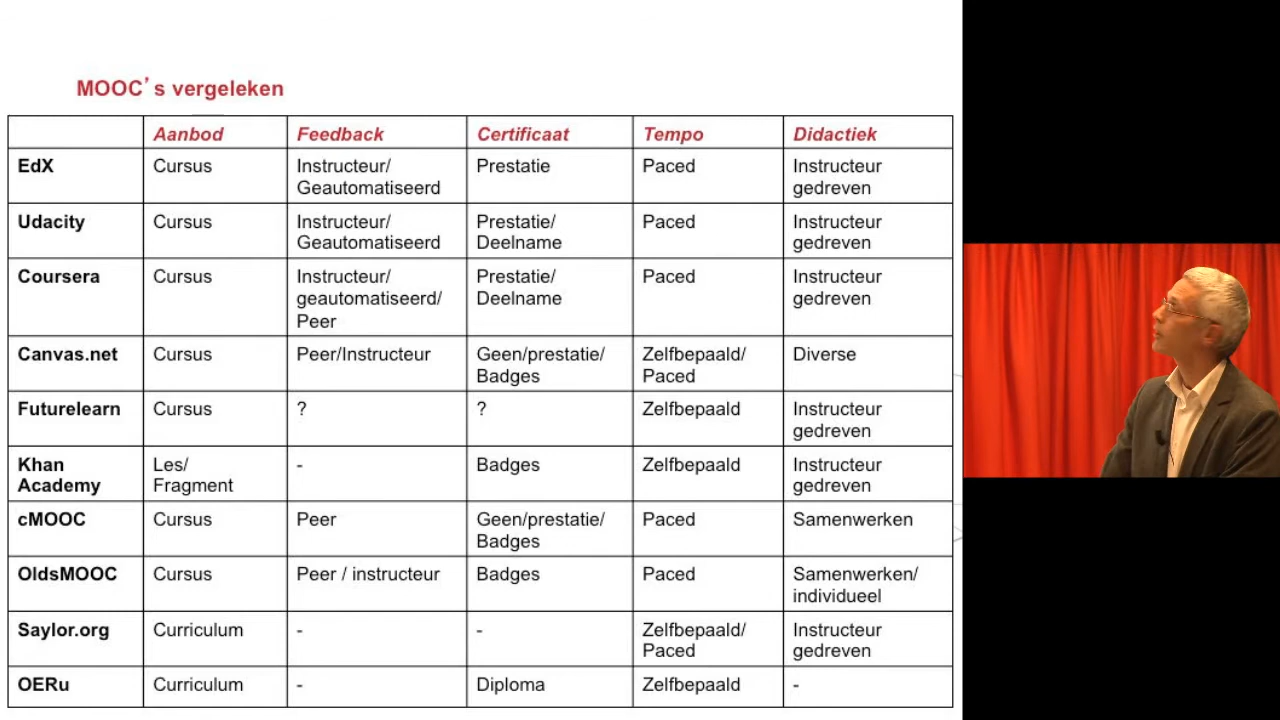 MOOC's vergeleken
Aanbod Feedback Certificaat Tempo Didactiek
EdX Cursus Instructeur/ Prestatie Paced Instructeur
Geautomatiseerd gedreven
Udacity Cursus Instructeur/ Prestatie/ Paced Instructeur
Geautomatiseerd Deelname gedreven
Coursera Cursus Instructeur/ Prestatie/ Paced Instructeur
geautomatiseerd/ Deelname gedreven
Peer
Canvas.net Cursus Peer/Instructeur Geen/prestatie/ Zelfbepaald/ Diverse
Badges Paced
Futurelearn Cursus ? ? Zelfbepaald Instructeur
gedreven
Khan Les/ - Badges Zelfbepaald Instructeur
Academy Fragment gedreven
cMOOC Cursus Peer Geen/prestatie/ Paced Samenwerken
Badges
OldsMOOC Cursus Peer / instructeur Badges Paced Samenwerken/
individueel
Saylor.org Curriculum - - Zelfbepaald/ Instructeur
Paced gedreven
OERu Curriculum - Diploma Zelfbepaald -